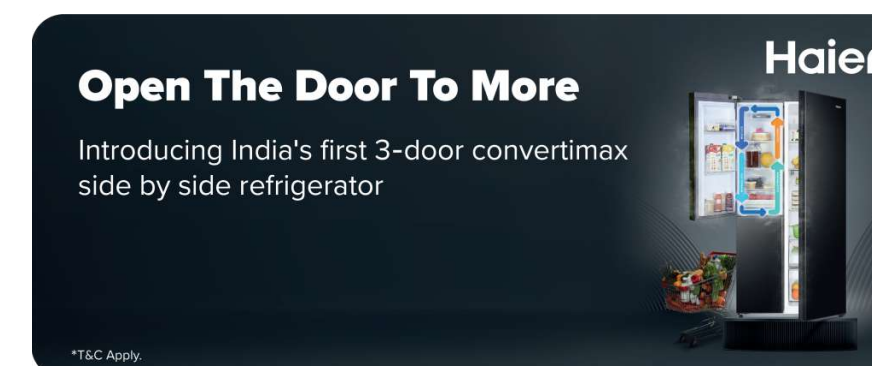 Haier
Open The Door To More
Introducing India's first 3-door convertimax
side by side refrigerator
*T&C Apply.